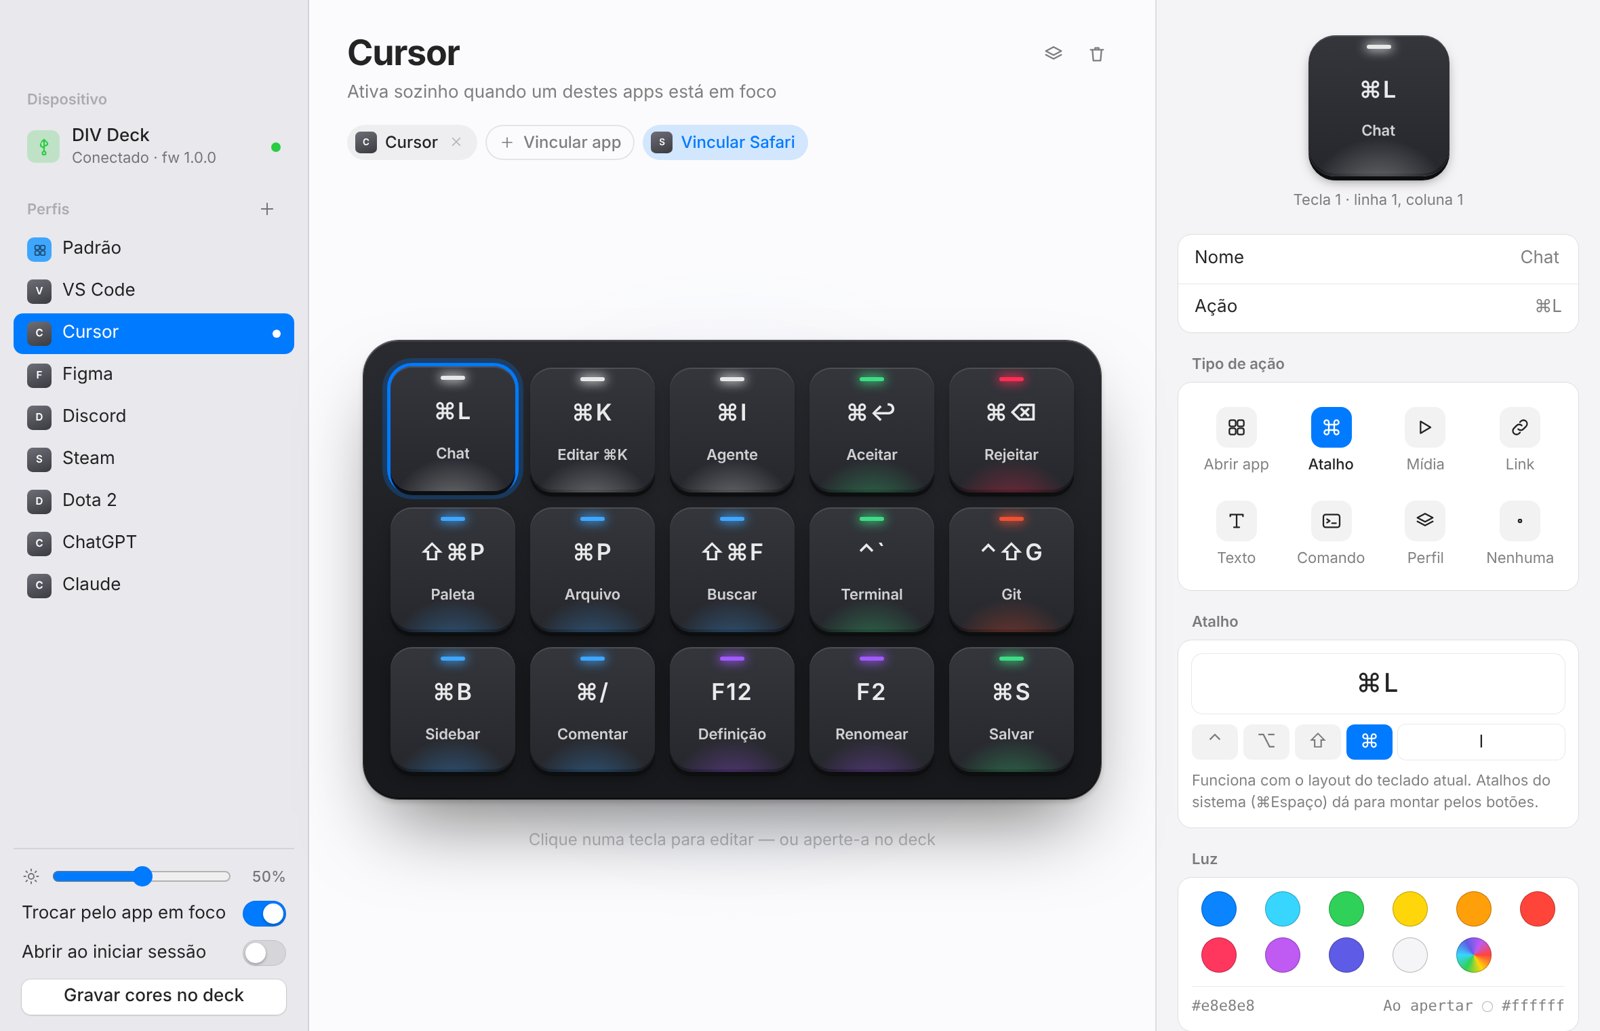 Dispositivo
DIV Deck
Conectado · fw 1.0.0
Perfis
Padrão
V VS Code
C Cursor
F Figma
D Discord
S Steam
D Dota 2
C ChatGPT
C Claude
50%
Trocar pelo app em foco
Abrir ao iniciar sessão
Gravar cores no deck
Cursor
Ativa sozinho quando um destes apps está em foco
C Cursor × + Vincular app S Vincular Safari
⌘L ⌘K ⌘I ⌘↩ ⌘⌫
Chat Editar ⌘K Agente Aceitar Rejeitar
⇧⌘P ⌘P ⇧⌘F ^` ^⇧G
Paleta Arquivo Buscar Terminal Git
⌘B ⌘/ F12 F2 ⌘S
Sidebar Comentar Definição Renomear Salvar
Clique numa tecla para editar — ou aperte-a no deck
⌘L
Chat
Tecla 1 · linha 1, coluna 1
Nome Chat
Ação ⌘L
Tipo de ação
Abrir app Atalho Mídia Link
Texto Comando Perfil Nenhuma
Atalho
⌘L
^ ⌥ ⇧ ⌘ l
Funciona com o layout do teclado atual. Atalhos do
sistema (⌘Espaço) dá para montar pelos botões.
Luz
#e8e8e8 Ao apertar #ffffff